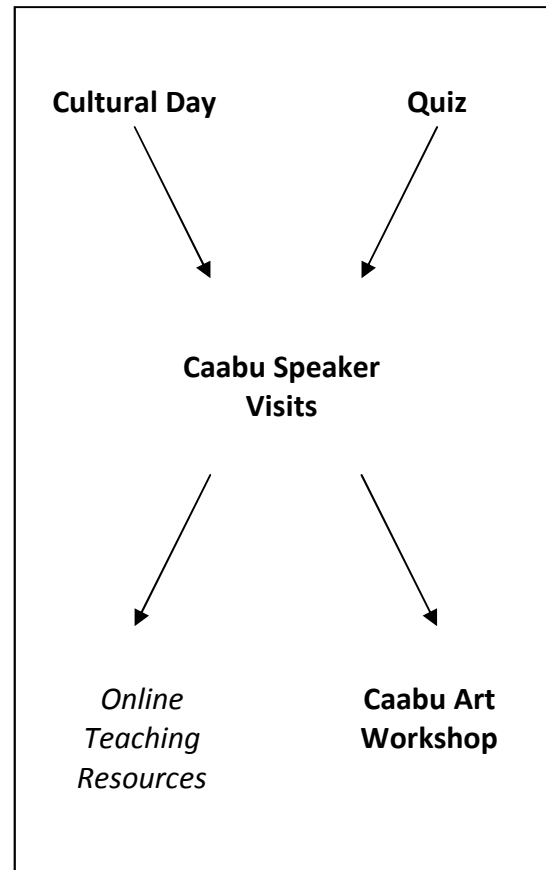 Cultural Day
Quiz
Caabu Speaker
Visits
Online
Teaching
Resources
Caabu Art
Workshop